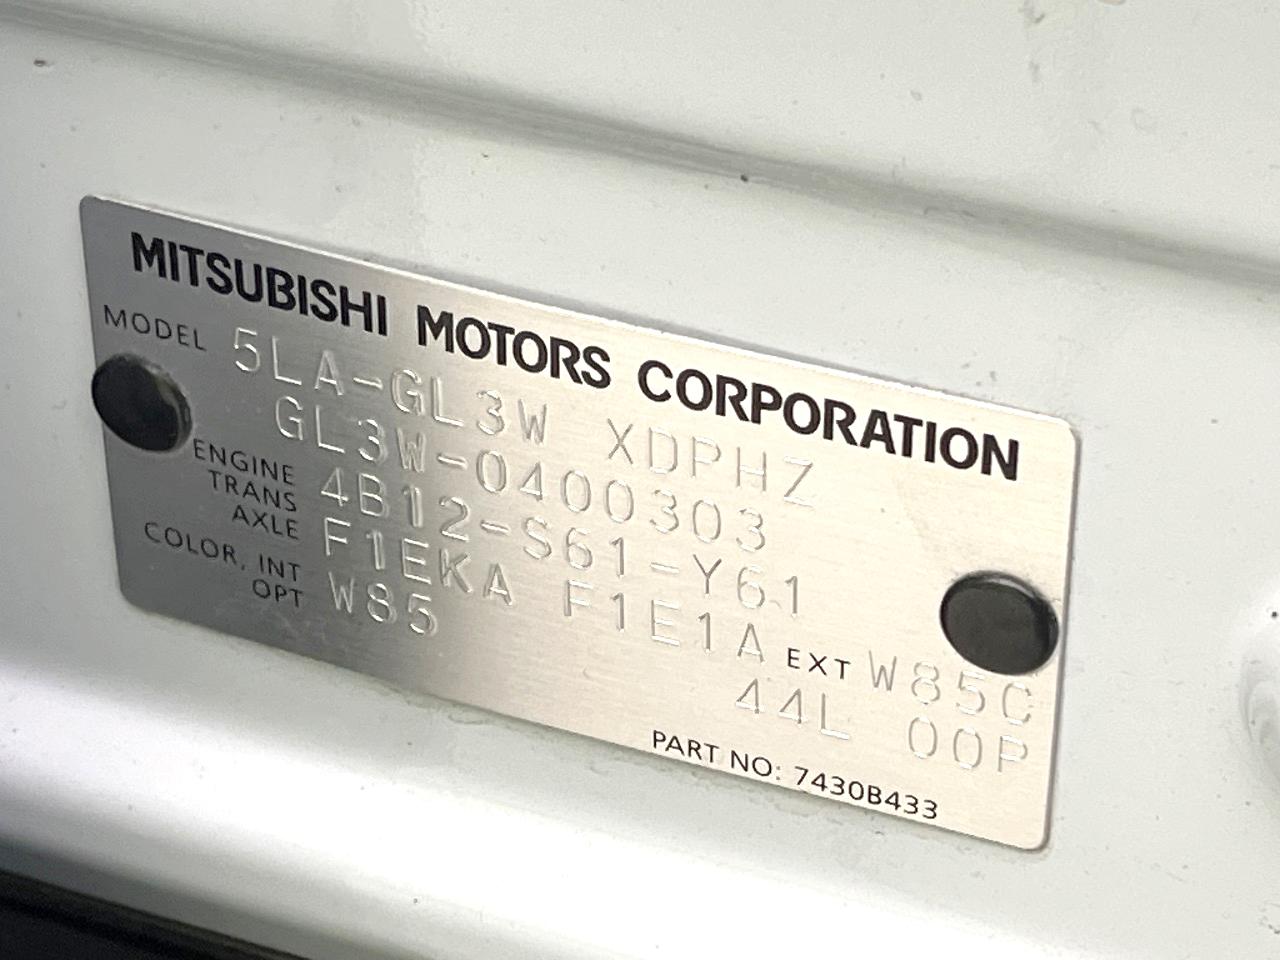 MITSUBISHI MOTORS CORPORATION
MODEL 5LA-GL3W XDPHZ
GL3W-0400303
ENGINE 4B12-S61-Y61
TRANS AXLE F1EKA F1E1A EXT W85C
COLOR, INT OPT W85 44L 00P
PART NO: 7430B433